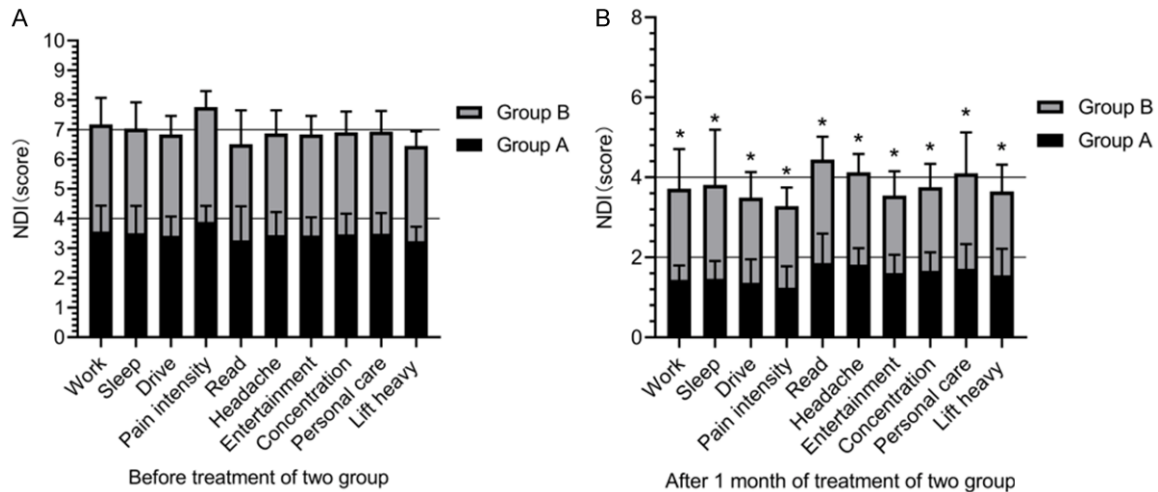 A
10
9
8
7
6
5
4
3
2
1
0
NDI (score)
Group B
Group A
Work
Sleep
Drive
Pain intensity
Read
Headache
Entertainment
Concentration
Personal care
Lift heavy
Before treatment of two group
B
8
6
4
2
0
NDI (score)
* * * * * * * * * *
Group B
Group A
Work
Sleep
Drive
Pain intensity
Read
Headache
Entertainment
Concentration
Personal care
Lift heavy
After 1 month of treatment of two group